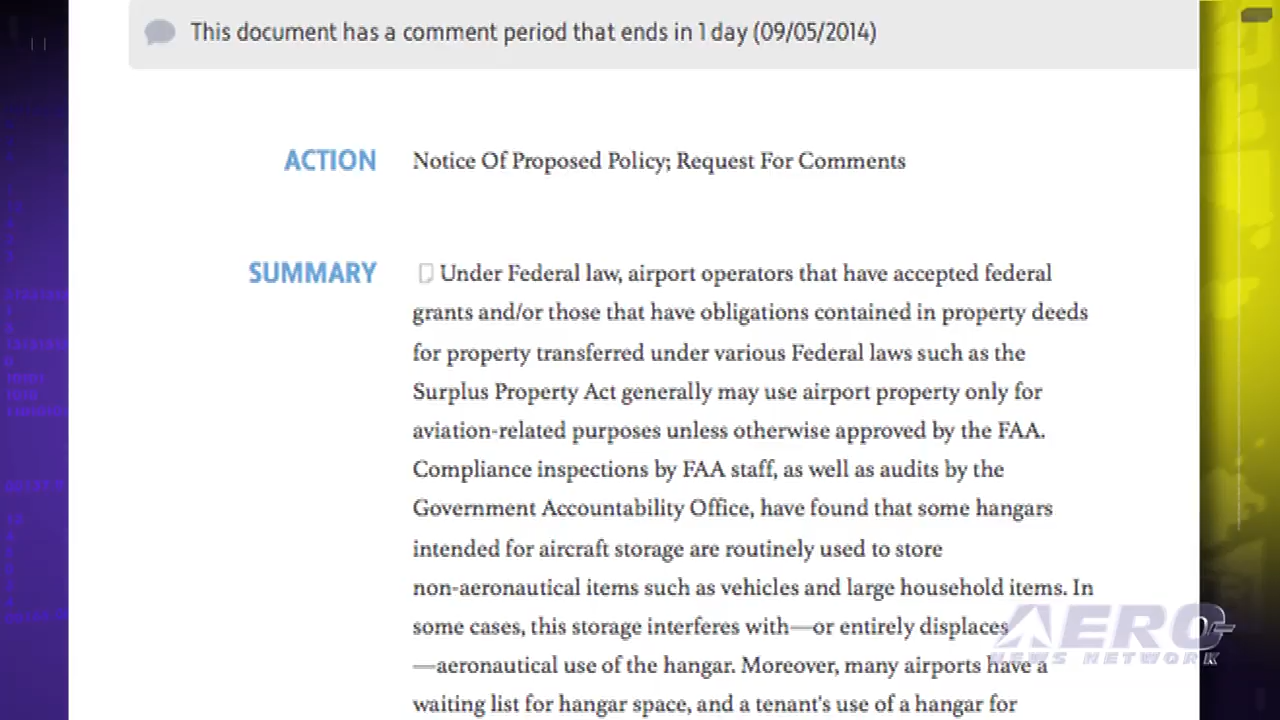 This document has a comment period that ends in 1 day (09/05/2014)
ACTION Notice Of Proposed Policy; Request For Comments
SUMMARY Under Federal law, airport operators that have accepted federal
grants and/or those that have obligations contained in property deeds
for property transferred under various Federal laws such as the
Surplus Property Act generally may use airport property only for
aviation-related purposes unless otherwise approved by the FAA.
Compliance inspections by FAA staff, as well as audits by the
Government Accountability Office, have found that some hangars
intended for aircraft storage are routinely used to store
non-aeronautical items such as vehicles and large household items. In
some cases, this storage interferes with—or entirely displaces
—aeronautical use of the hangar. Moreover, many airports have a
waiting list for hangar space, and a tenant's use of a hangar for
AERO
NEWS NETWORK